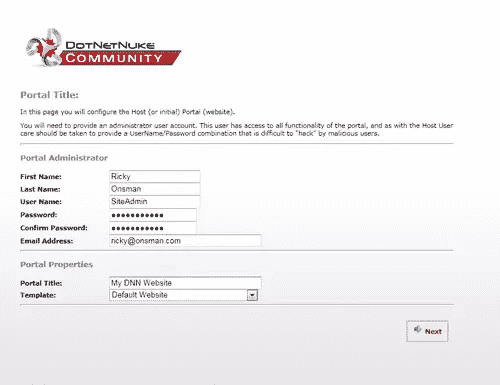 DOTNETNUKE
COMMUNITY
Portal Title:
In this page you will configure the Host (or initial) Portal (website).
You will need to provide an administrator user account. This user has access to all functionality of the portal, and as with the Host User
care should be taken to provide a UserName/Password combination that is difficult to "hack" by malicious users.
Portal Administrator
First Name: Ricky
Last Name: Onsman
User Name: SiteAdmin
Password: •••••••••••
Confirm Password: •••••••••••
Email Address: ricky@onsman.com
Portal Properties
Portal Title: My DNN Website
Template: Default Website
Next